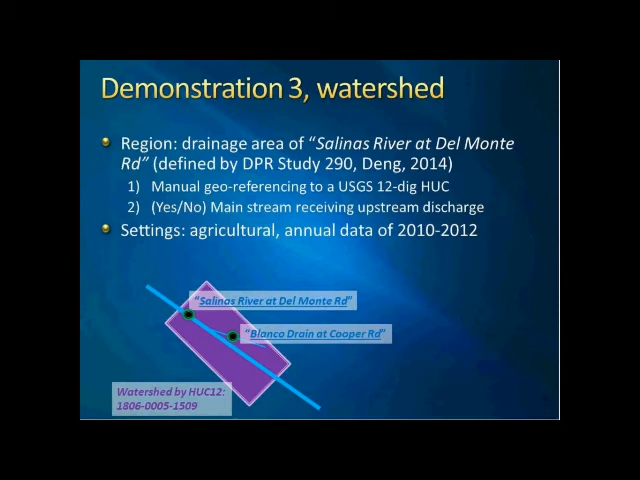 Demonstration 3, watershed
Region: drainage area of “Salinas River at Del Monte
Rd” (defined by DPR Study 290, Deng, 2014)
1) Manual geo-referencing to a USGS 12-dig HUC
2) (Yes/No) Main stream receiving upstream discharge
Settings: agricultural, annual data of 2010-2012
“Salinas River at Del Monte Rd”
“Blanco Drain at Cooper Rd”
Watershed by HUC12:
1806-0005-1509